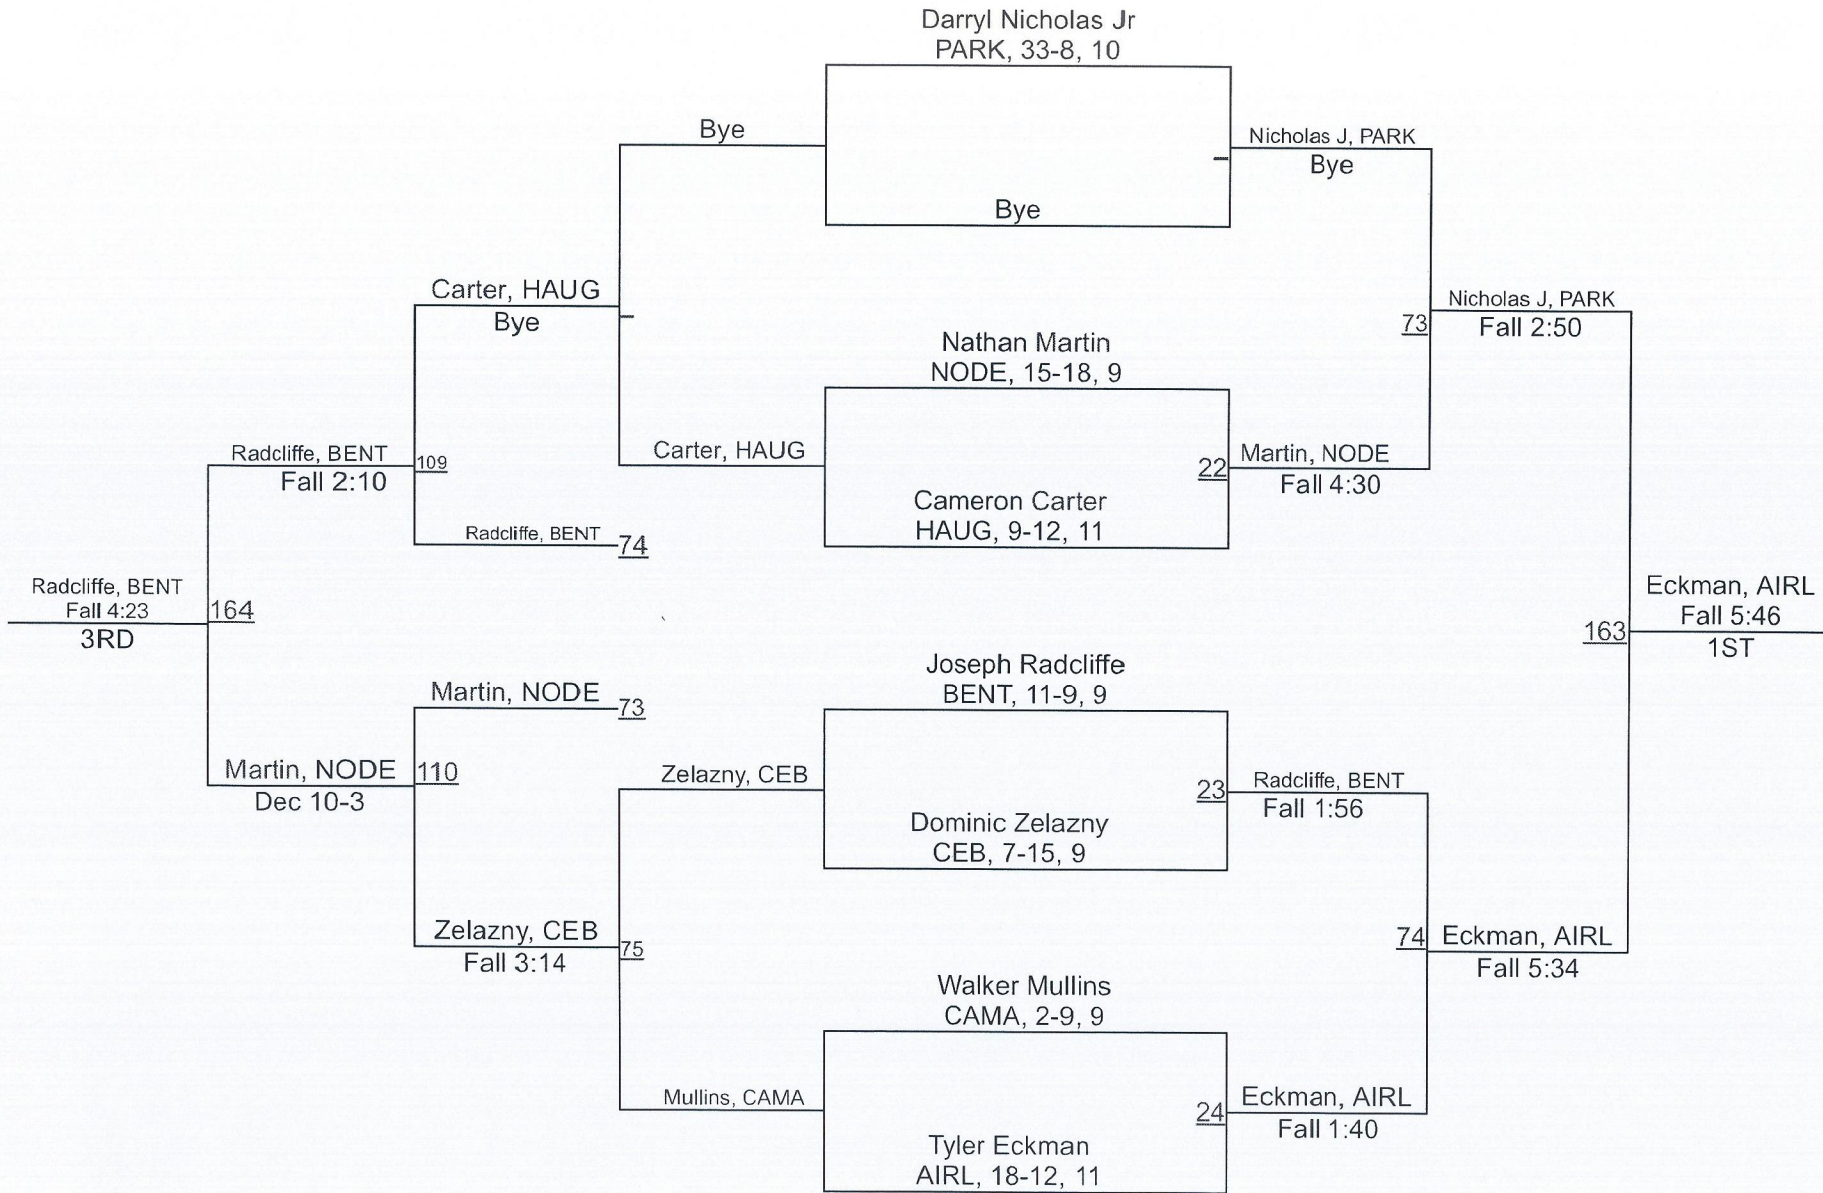 Darryl Nicholas Jr
PARK, 33-8, 10
Bye
Nicholas J, PARK
Bye
Bye
Carter, HAUG
Bye
Nicholas J, PARK
73
Fall 2:50
Nathan Martin
NODE, 15-18, 9
Radcliffe, BENT
109
Fall 2:10
Carter, HAUG
22
Martin, NODE
Fall 4:30
Cameron Carter
HAUG, 9-12, 11
Radcliffe, BENT
74
Radcliffe, BENT
Fall 4:23
164
3RD
Eckman, AIRL
Fall 5:46
163
1ST
Joseph Radcliffe
BENT, 11-9, 9
Martin, NODE
73
Martin, NODE
110
Dec 10-3
Zelazny, CEB
23
Radcliffe, BENT
Fall 1:56
Dominic Zelazny
CEB, 7-15, 9
Zelazny, CEB
75
Fall 3:14
74
Eckman, AIRL
Fall 5:34
Walker Mullins
CAMA, 2-9, 9
Mullins, CAMA
24
Eckman, AIRL
Fall 1:40
Tyler Eckman
AIRL, 18-12, 11